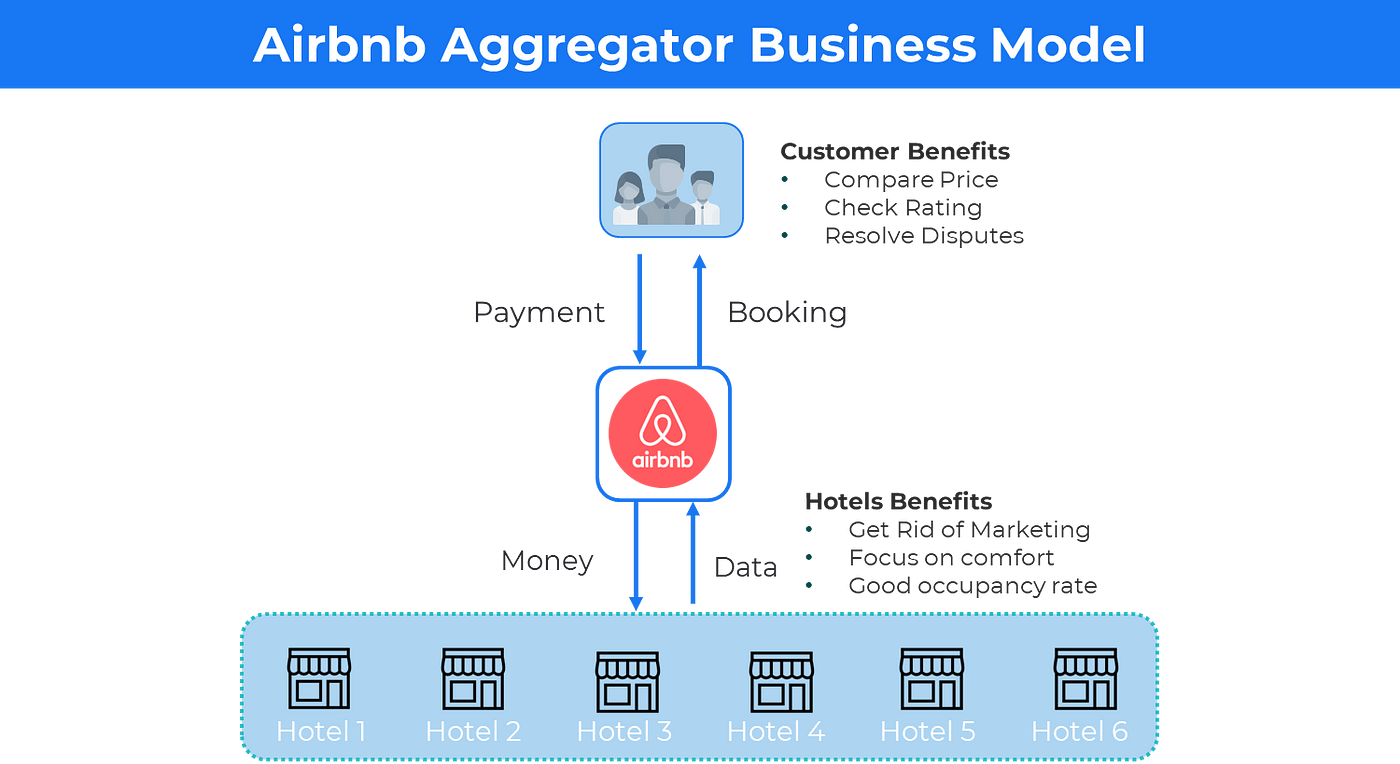 Airbnb Aggregator Business Model
Customer Benefits
• Compare Price
• Check Rating
• Resolve Disputes
Payment
Booking
airbnb
Hotels Benefits
• Get Rid of Marketing
• Focus on comfort
• Good occupancy rate
Money
Data
Hotel 1
Hotel 2
Hotel 3
Hotel 4
Hotel 5
Hotel 6